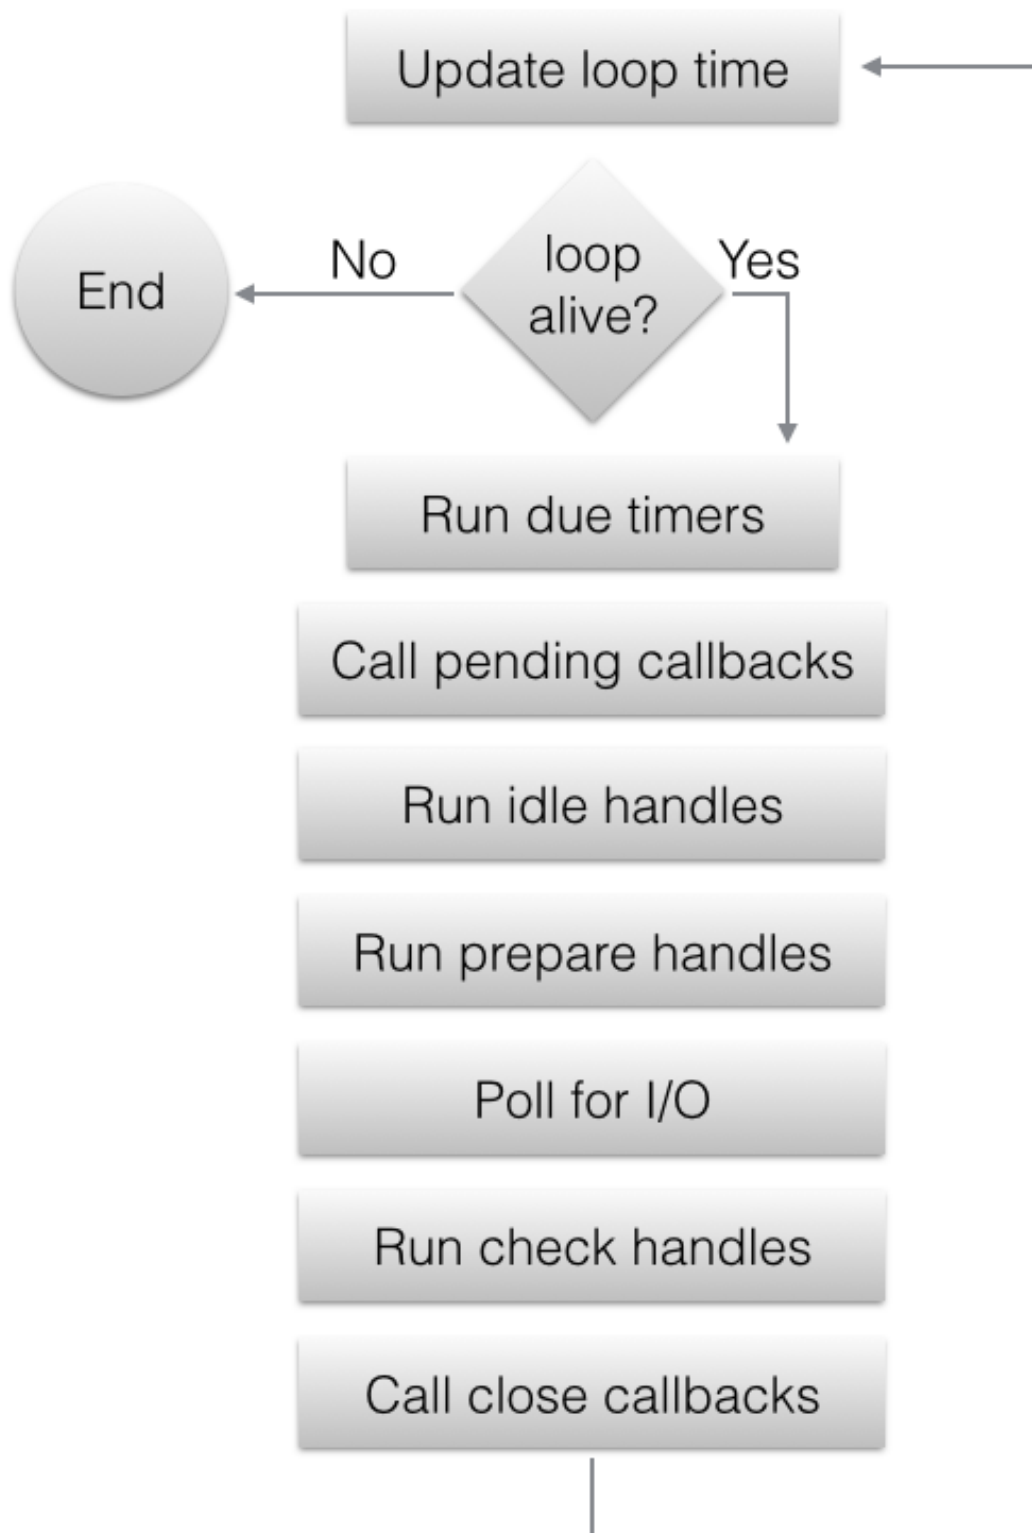 Update loop time
End
No
loop
alive?
Yes
Run due timers
Call pending callbacks
Run idle handles
Run prepare handles
Poll for I/O
Run check handles
Call close callbacks